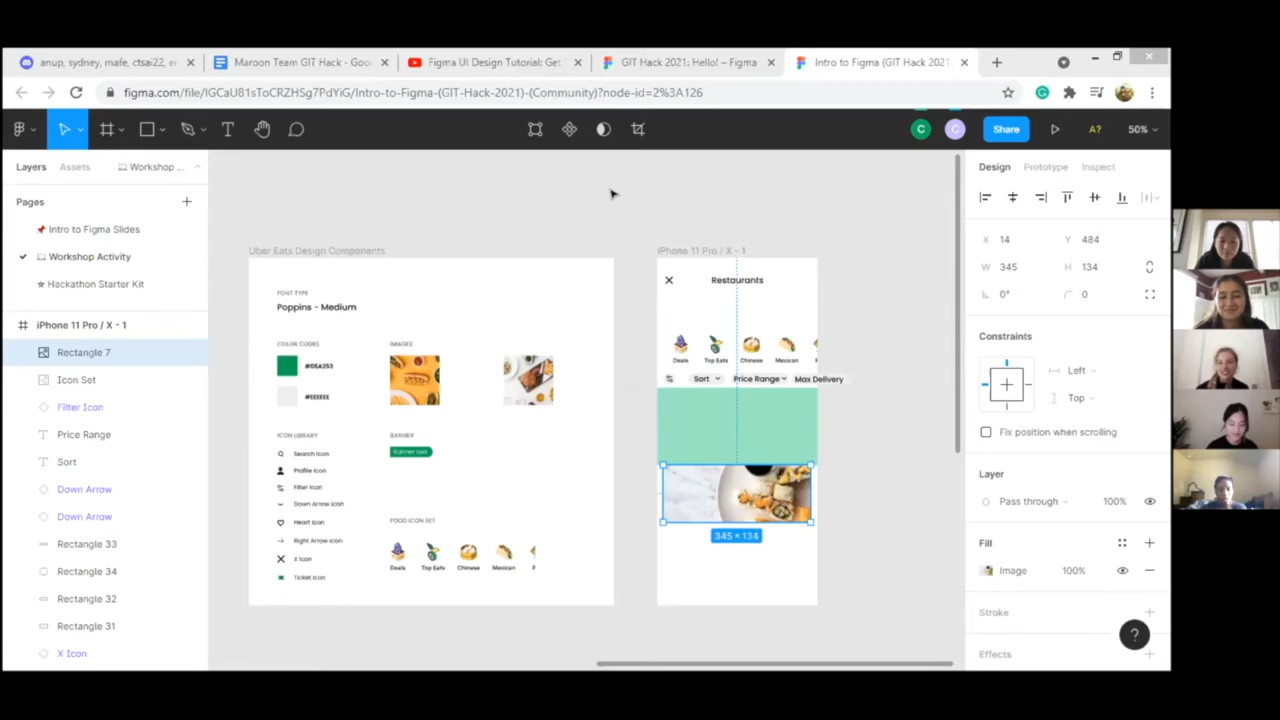 anup, sydney, mafe, ctsai22, e
Maroon Team GIT Hack - Goo
Figma UI Design Tutorial: Get
GIT Hack 2021: Hello! – Figma
Intro to Figma (GIT Hack 2021
figma.com/file/IGCaU81sToCRZHSg7PdYiG/Intro-to-Figma-(GIT-Hack-2021)-(Community)?node-id=2%3A126
C
C
Share
A?
50%
Layers
Assets
Workshop ...
Pages
Intro to Figma Slides
Workshop Activity
Hackathon Starter Kit
iPhone 11 Pro / X - 1
Rectangle 7
Icon Set
Filter Icon
Price Range
Sort
Down Arrow
Down Arrow
Rectangle 33
Rectangle 34
Rectangle 32
Rectangle 31
X Icon
Uber Eats Design Components
FONT TYPE
Poppins - Medium
COLOR CODES
IMAGES
#05A253
#EEEEEE
ICON LIBRARY
BANNER
Search Icon
Banner text
Profile Icon
Filter Icon
Down Arrow Icon
Heart Icon
FOOD ICON SET
Right Arrow Icon
X Icon
Ticket Icon
Deals
Top Eats
Chinese
Mexican
F
iPhone 11 Pro / X - 1
Restaurants
Deals
Top Eats
Chinese
Mexican
F
Sort
Price Range
Max Delivery
345 × 134
Design
Prototype
Inspect
X 14
Y 484
W 345
H 134
0°
0
Constraints
Left
Top
Fix position when scrolling
Layer
Pass through
100%
Fill
Image
100%
Stroke
Effects
?